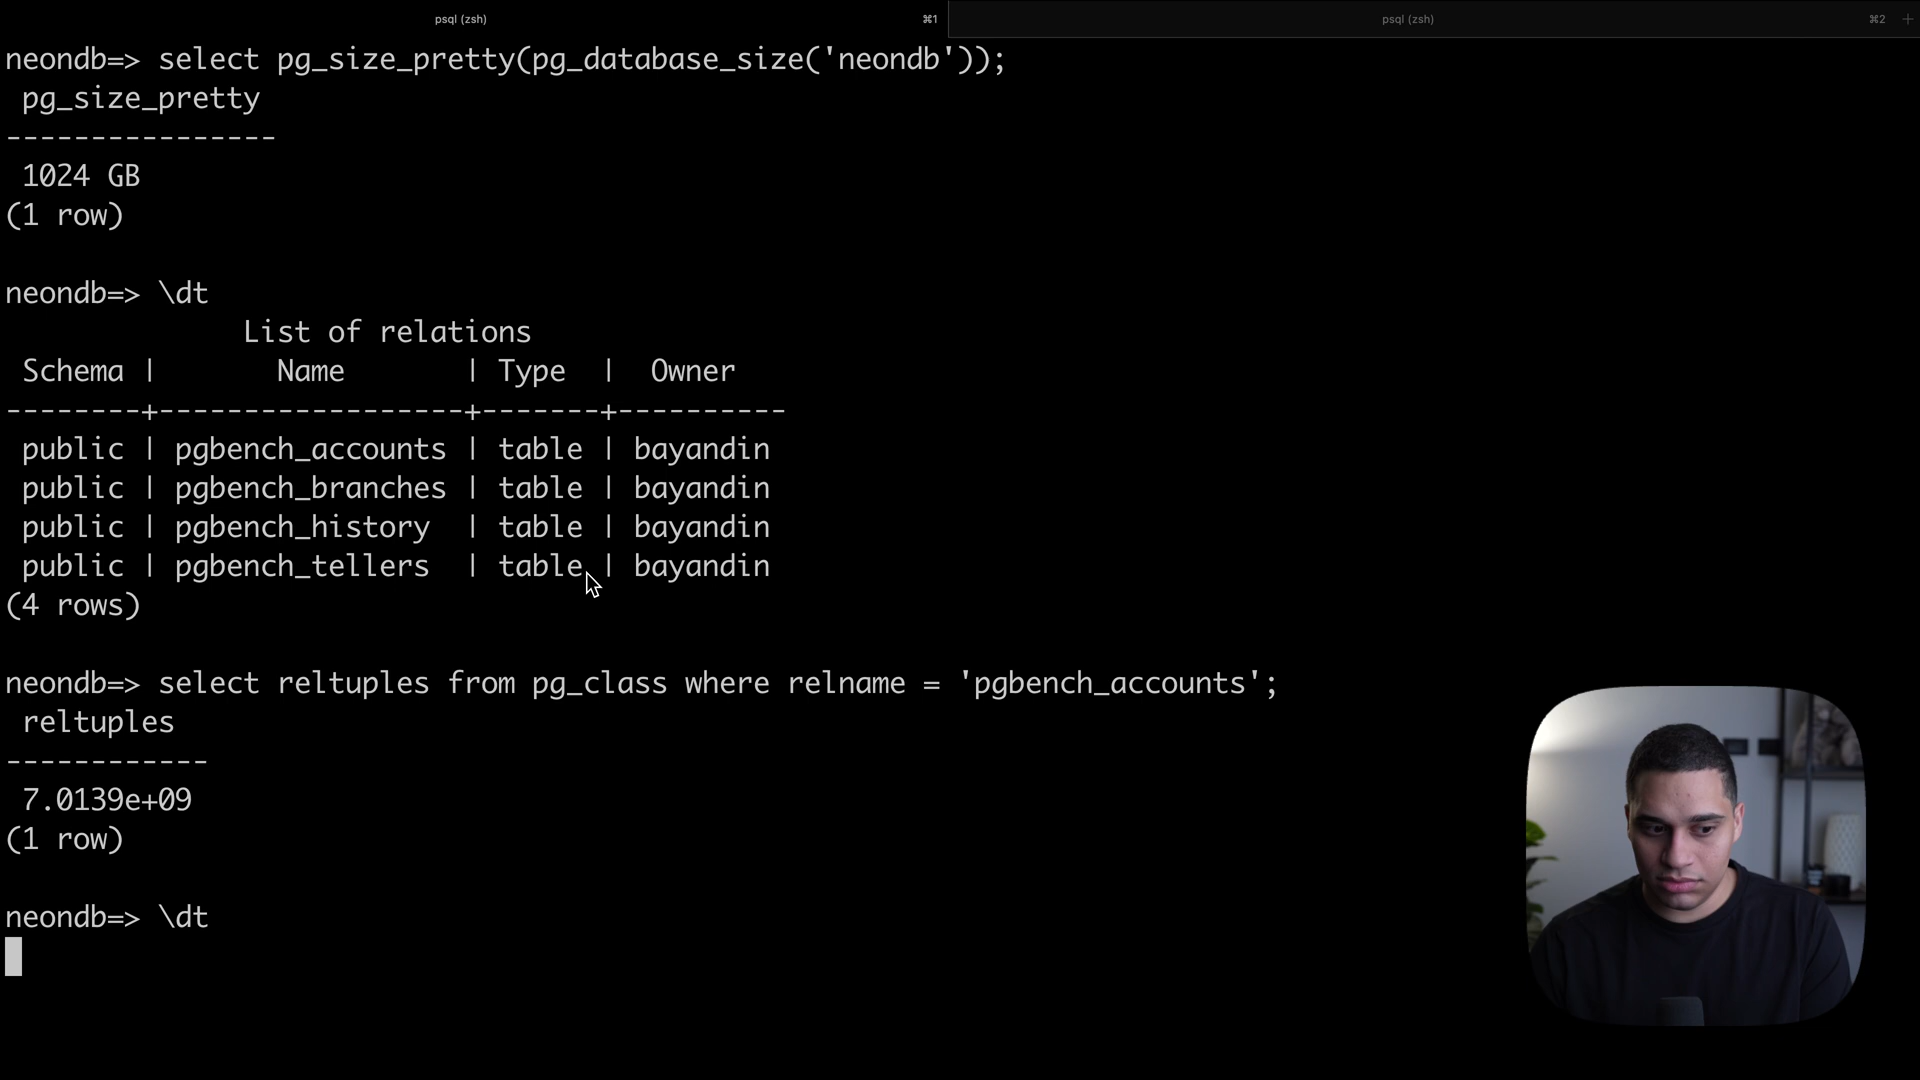 psql (zsh) ⌘1 psql (zsh) ⌘2 +
neondb=> select pg_size_pretty(pg_database_size('neondb'));
pg_size_pretty
----------------
1024 GB
(1 row)
neondb=> \dt
List of relations
Schema | Name | Type | Owner
--------+------------------+-------+----------
public | pgbench_accounts | table | bayandin
public | pgbench_branches | table | bayandin
public | pgbench_history | table | bayandin
public | pgbench_tellers | table | bayandin
(4 rows)
neondb=> select reltuples from pg_class where relname = 'pgbench_accounts';
reltuples
------------
7.0139e+09
(1 row)
neondb=> \dt